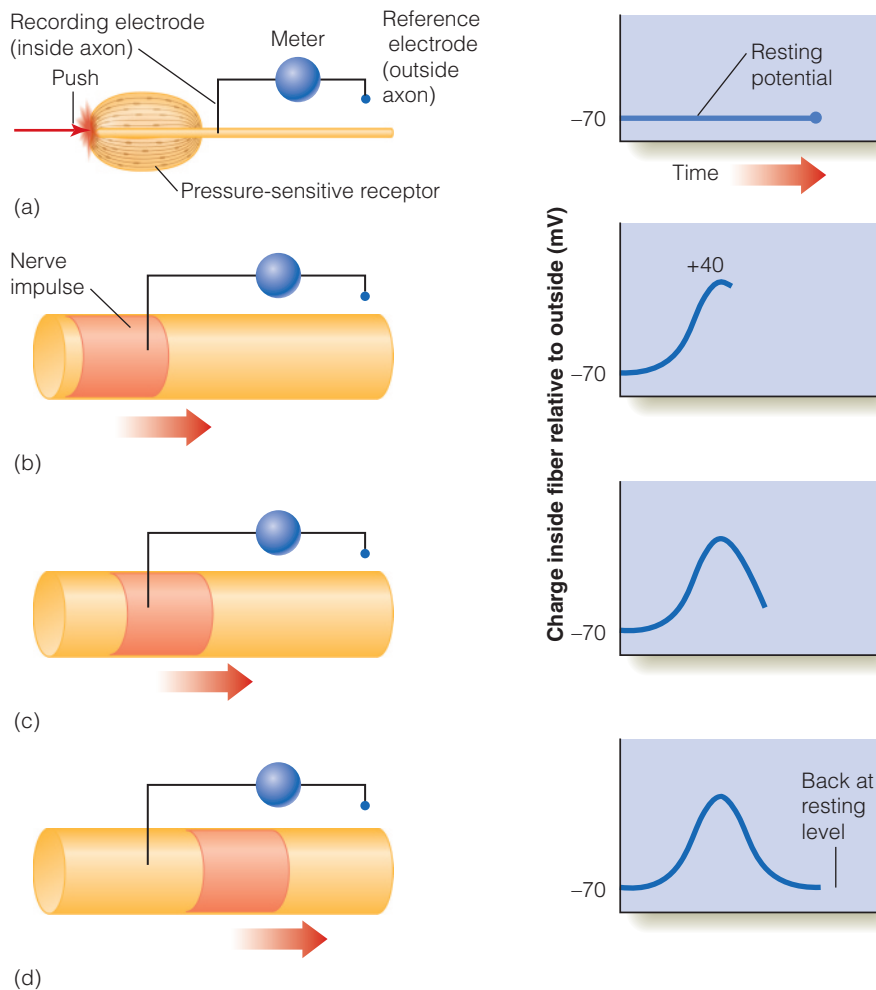 (a)
Recording electrode
(inside axon)
Push
Meter
Reference
electrode
(outside
axon)
Pressure-sensitive receptor
Resting
potential
–70
Time
Charge inside fiber relative to outside (mV)
(b)
Nerve
impulse
+40
–70
(c)
–70
(d)
Back at
resting
level
–70